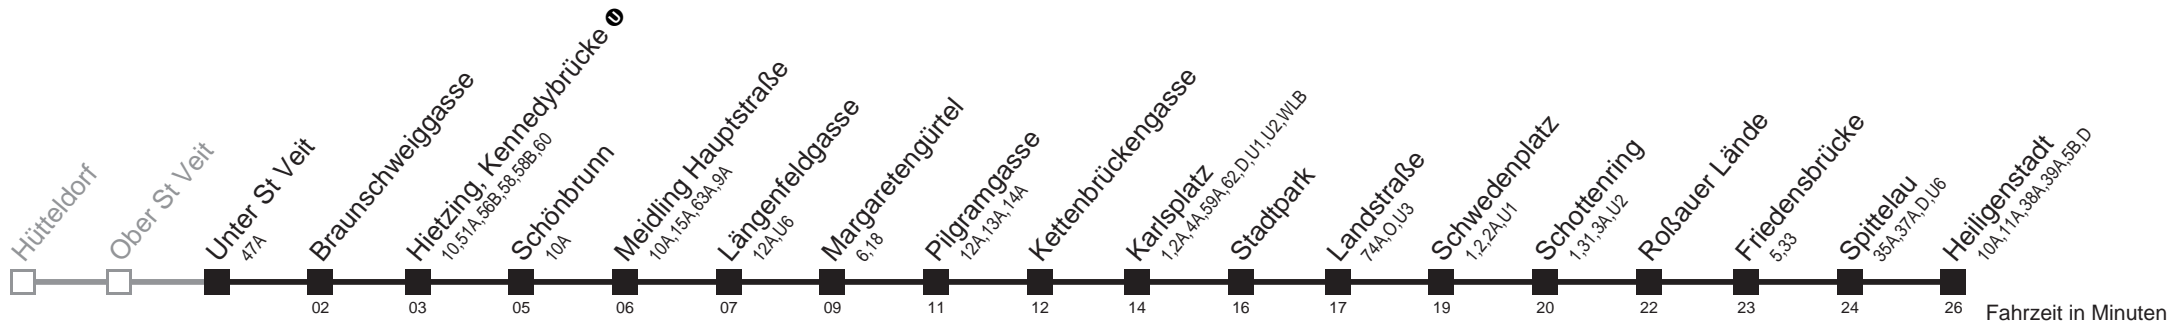 Hütteldorf
Ober St Veit
Unter St Veit
47A
Braunschweiggasse
Hietzing, Kennedybrücke U
10,51A,56B,58,58B,60
Schönbrunn
10A
Meidling Hauptstraße
10A,15A,63A,9A
Längenfeldgasse
12A,U6
Margaretengürtel
6,18
Pilgramgasse
12A,13A,14A
Kettenbrückengasse
Karlsplatz
1,2A,4A,59A,62,D,U1,U2,WLB
Stadtpark
Landstraße
74A,O,U3
Schwedenplatz
1,2,2A,U1
Schottenring
1,31,3A,U2
Roßauer Lände
Friedensbrücke
5,33
Spittelau
35A,37A,D,U6
Heiligenstadt
10A,11A,38A,39A,5B,D
02 03 05 06 07 09 11 12 14 16 17 19 20 22 23 24 26 Fahrzeit in Minuten